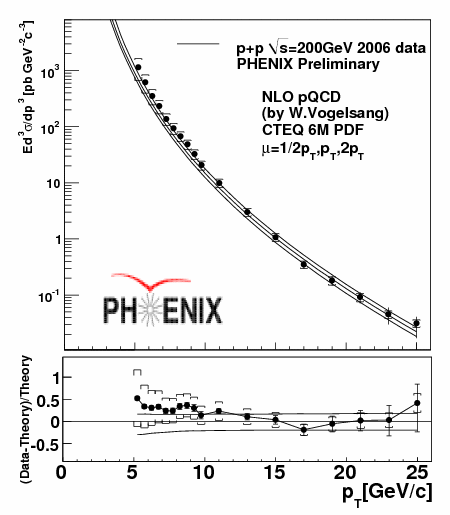 p+p √s=200GeV 2006 data
PHENIX Preliminary
NLO pQCD
(by W.Vogelsang)
CTEQ 6M PDF
μ=1/2p_T,p_T,2p_T
Ed³σ/dp³ [pb GeV⁻²c⁻³]
10³
10²
10
1
10⁻¹
PHENIX
(Data-Theory)/Theory
1
0.5
0
-0.5
0 5 10 15 20 25
p_T[GeV/c]